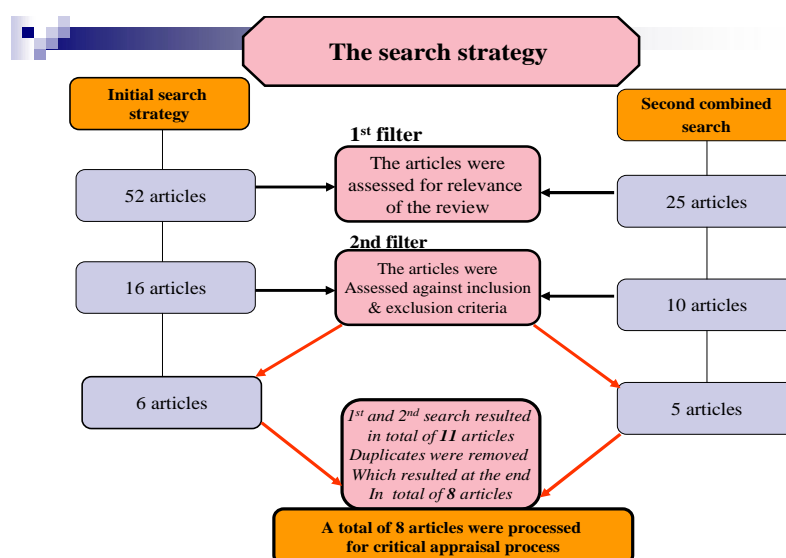 The search strategy
Initial search
strategy
Second combined
search
1st filter
The articles were
assessed for relevance
of the review
52 articles
25 articles
2nd filter
The articles were
Assessed against inclusion
& exclusion criteria
16 articles
10 articles
6 articles
5 articles
1st and 2nd search resulted
in total of 11 articles
Duplicates were removed
Which resulted at the end
In total of 8 articles
A total of 8 articles were processed
for critical appraisal process